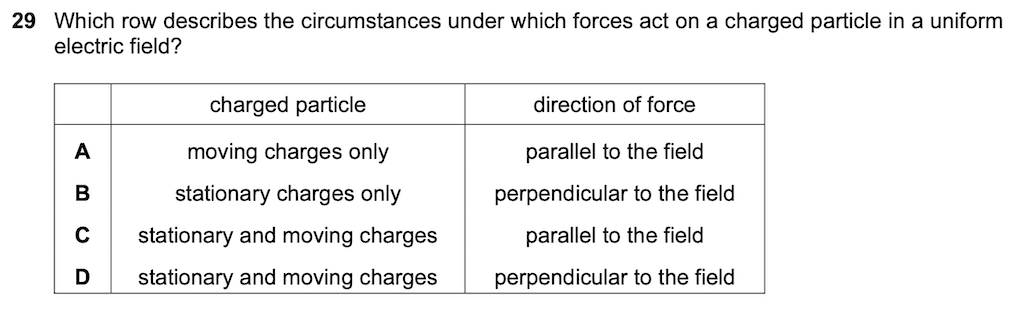 29 Which row describes the circumstances under which forces act on a charged particle in a uniform
electric field?
charged particle direction of force
A moving charges only parallel to the field
B stationary charges only perpendicular to the field
C stationary and moving charges parallel to the field
D stationary and moving charges perpendicular to the field